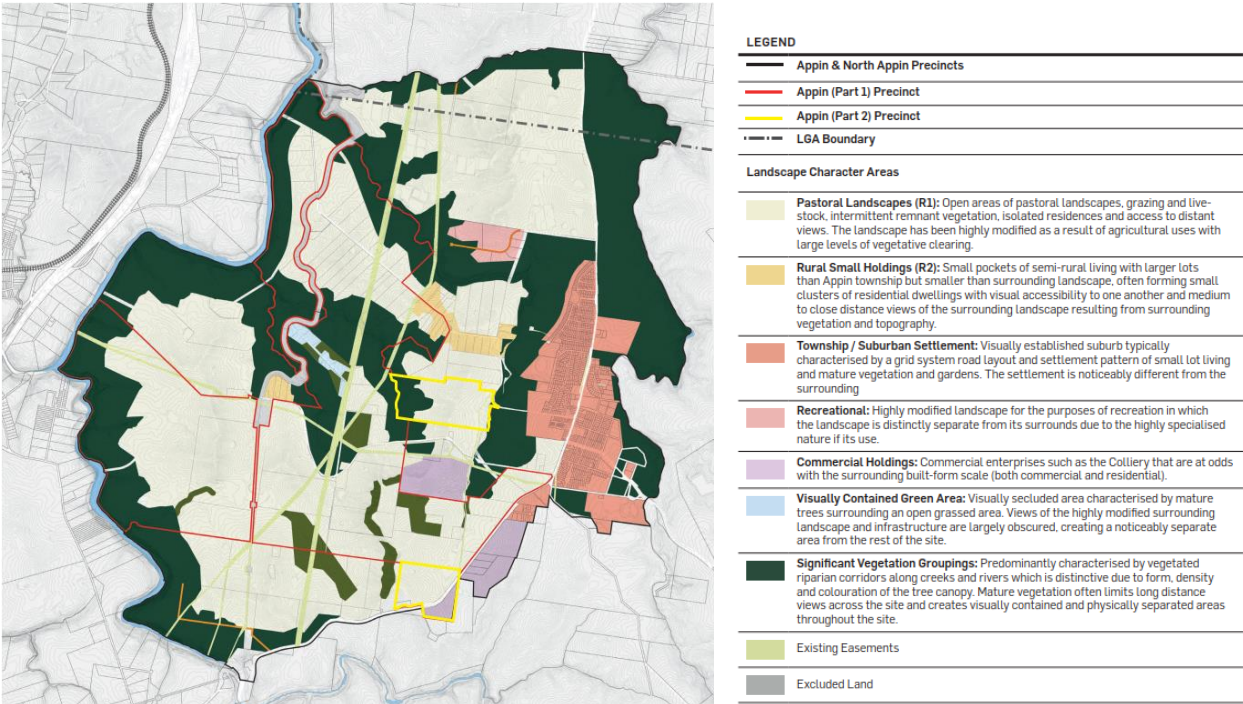 LEGEND
Appin & North Appin Precincts
Appin (Part 1) Precinct
Appin (Part 2) Precinct
LGA Boundary
Landscape Character Areas
Pastoral Landscapes (R1): Open areas of pastoral landscapes, grazing and live-
stock, intermittent remnant vegetation, isolated residences and access to distant
views. The landscape has been highly modified as a result of agricultural uses with
large levels of vegetative clearing.
Rural Small Holdings (R2): Small pockets of semi-rural living with larger lots
than Appin township but smaller than surrounding landscape, often forming small
clusters of residential dwellings with visual accessibility to one another and medium
to close distance views of the surrounding landscape resulting from surrounding
vegetation and topography.
Township / Suburban Settlement: Visually established suburb typically
characterised by a grid system road layout and settlement pattern of small lot living
and mature vegetation and gardens. The settlement is noticeably different from the
surrounding
Recreational: Highly modified landscape for the purposes of recreation in which
the landscape is distinctly separate from its surrounds due to the highly specialised
nature if its use.
Commercial Holdings: Commercial enterprises such as the Colliery that are at odds
with the surrounding built-form scale (both commercial and residential).
Visually Contained Green Area: Visually secluded area characterised by mature
trees surrounding an open grassed area. Views of the highly modified surrounding
landscape and infrastructure are largely obscured, creating a noticeably separate
area from the rest of the site.
Significant Vegetation Groupings: Predominantly characterised by vegetated
riparian corridors along creeks and rivers which is distinctive due to form, density
and colouration of the tree canopy. Mature vegetation often limits long distance
views across the site and creates visually contained and physically separated areas
throughout the site.
Existing Easements
Excluded Land